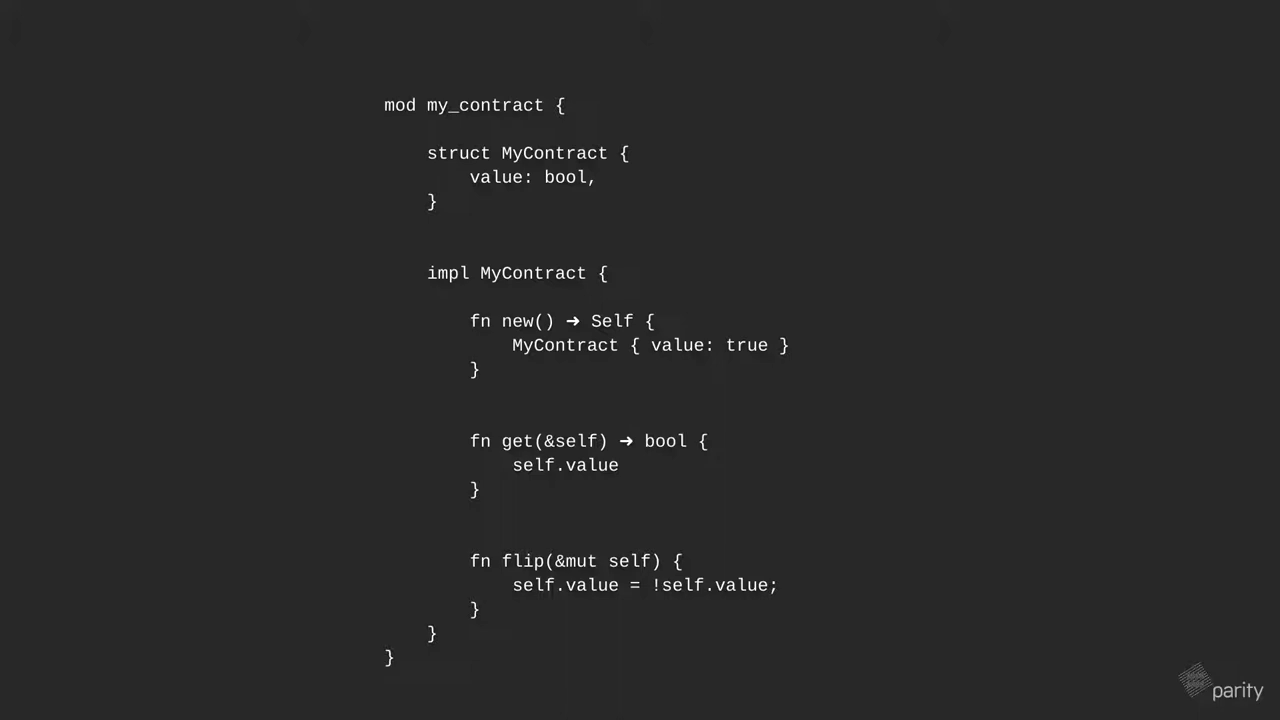 mod my_contract {
struct MyContract {
value: bool,
}
impl MyContract {
fn new() ➜ Self {
MyContract { value: true }
}
fn get(&self) ➜ bool {
self.value
}
fn flip(&mut self) {
self.value = !self.value;
}
}
}
parity